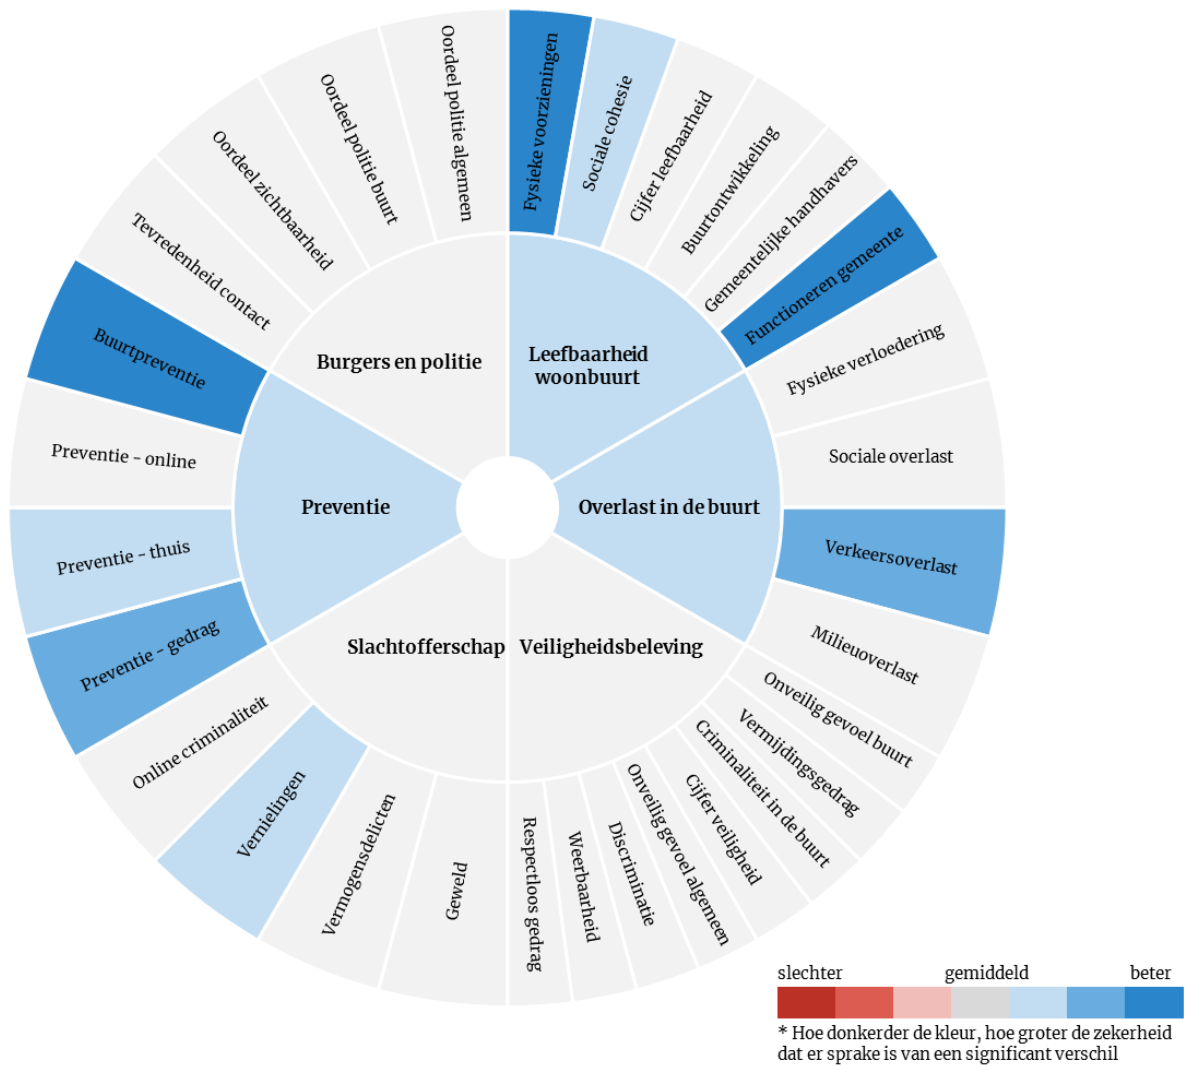 Fysieke voorzieningen
Sociale cohesie
Cijfer leefbaarheid
Buurtontwikkeling
Gemeentelijke handhavers
Functioneren gemeente
Fysieke verloedering
Sociale overlast
Verkeersoverlast
Milieuoverlast
Onveilig gevoel buurt
Vermijdingsgedrag
Criminaliteit in de buurt
Cijfer veiligheid
Onveilig gevoel algemeen
Discriminatie
Weerbaarheid
Respectloos gedrag
Geweld
Vermogensdelicten
Vernielingen
Online criminaliteit
Preventie - gedrag
Preventie - thuis
Preventie - online
Buurtpreventie
Tevredenheid contact
Oordeel zichtbaarheid
Oordeel politie buurt
Oordeel politie algemeen
Leefbaarheid
woonbuurt
Overlast in de buurt
Veiligheidsbeleving
Slachtofferschap
Preventie
Burgers en politie
slechter gemiddeld beter
* Hoe donkerder de kleur, hoe groter de zekerheid
dat er sprake is van een significant verschil